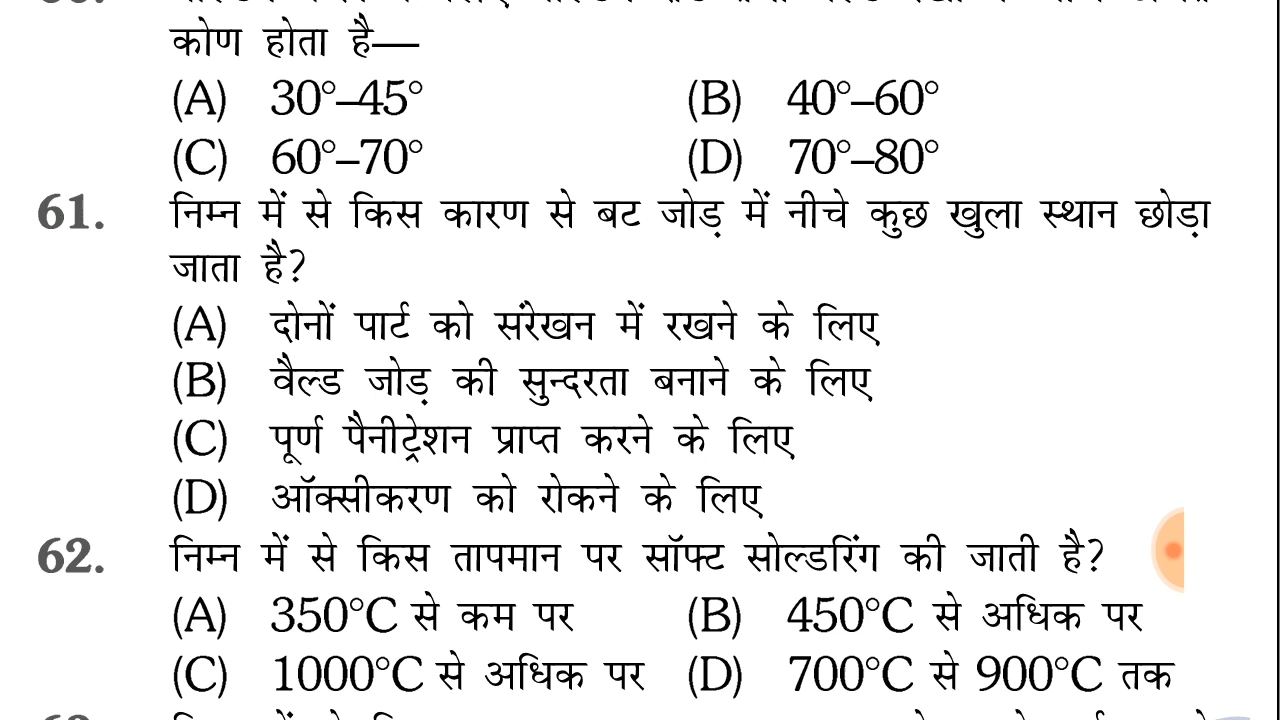 कोण होता है—
(A) 30°–45° (B) 40°–60°
(C) 60°–70° (D) 70°–80°
61. निम्न में से किस कारण से बट जोड़ में नीचे कुछ खुला स्थान छोड़ा
जाता है?
(A) दोनों पार्ट को संरेखन में रखने के लिए
(B) वैल्ड जोड़ की सुन्दरता बनाने के लिए
(C) पूर्ण पैनीट्रेशन प्राप्त करने के लिए
(D) ऑक्सीकरण को रोकने के लिए
62. निम्न में से किस तापमान पर सॉफ्ट सोल्डरिंग की जाती है?
(A) 350°C से कम पर (B) 450°C से अधिक पर
(C) 1000°C से अधिक पर (D) 700°C से 900°C तक